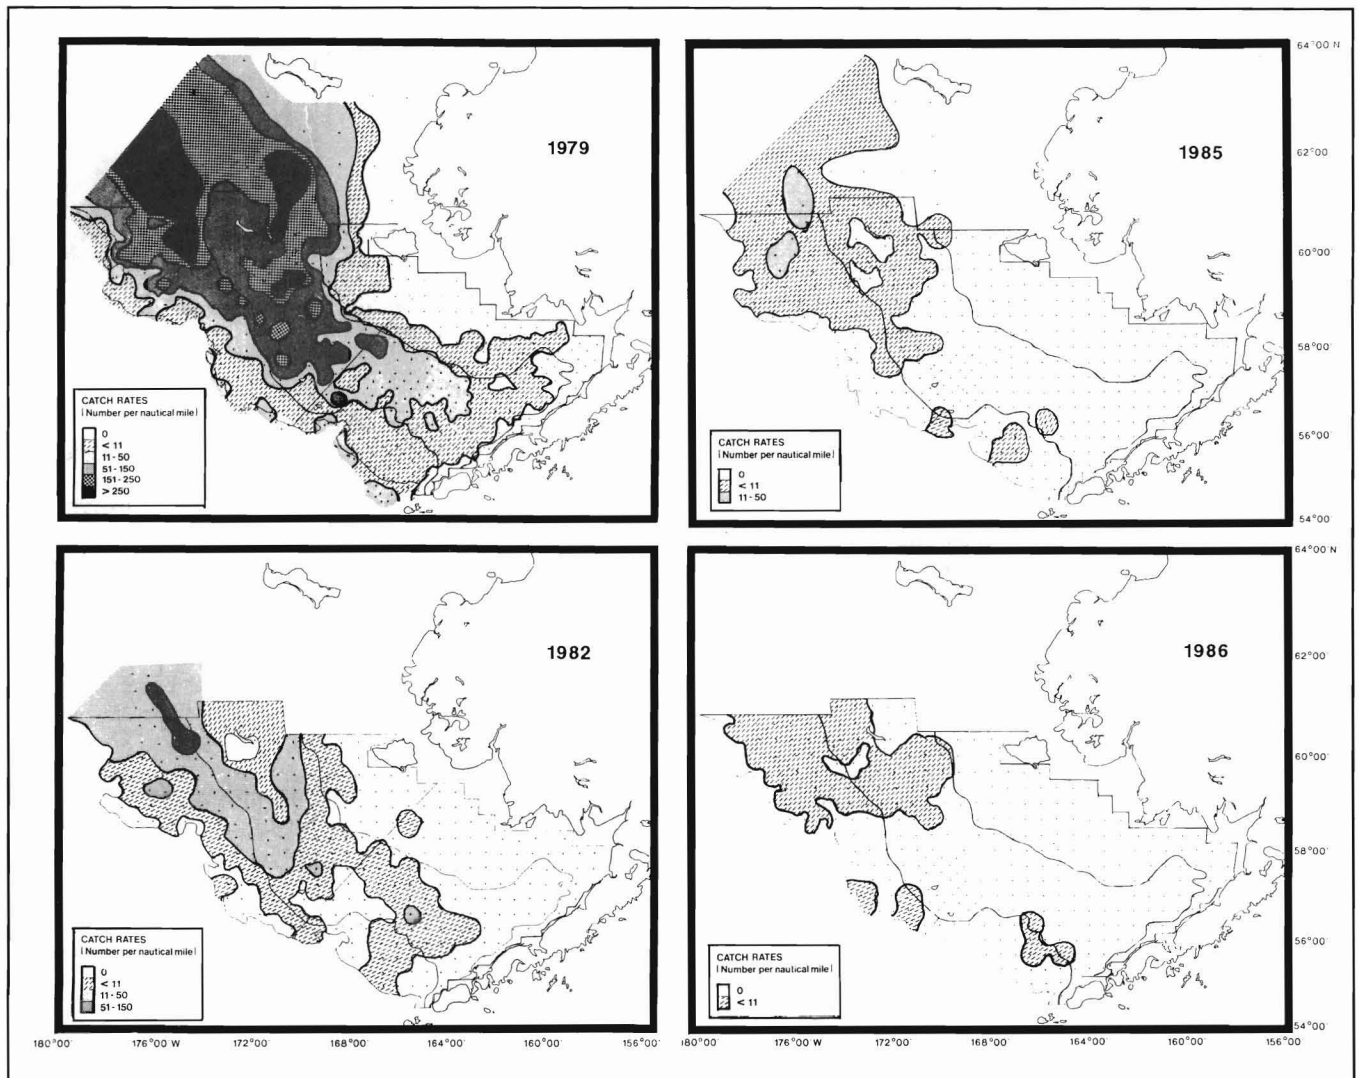 1979
CATCH RATES
| Number per nautical mile |
0
< 11
11 - 50
51 - 150
151 - 250
> 250
1985
CATCH RATES
| Number per nautical mile |
0
< 11
11 - 50
64°00' N
62°00'
60°00'
58°00'
56°00'
54°00'
1982
CATCH RATES
| Number per nautical mile |
0
< 11
11 - 50
51 - 150
1986
CATCH RATES
| Number per nautical mile |
0
< 11
64°00' N
62°00'
60°00'
58°00'
56°00'
54°00'
180°00'
176°00' W
172°00'
168°00'
164°00'
160°00'
156°00'
180°00'
176°00' W
172°00'
168°00'
164°00'
160°00'
156°00'